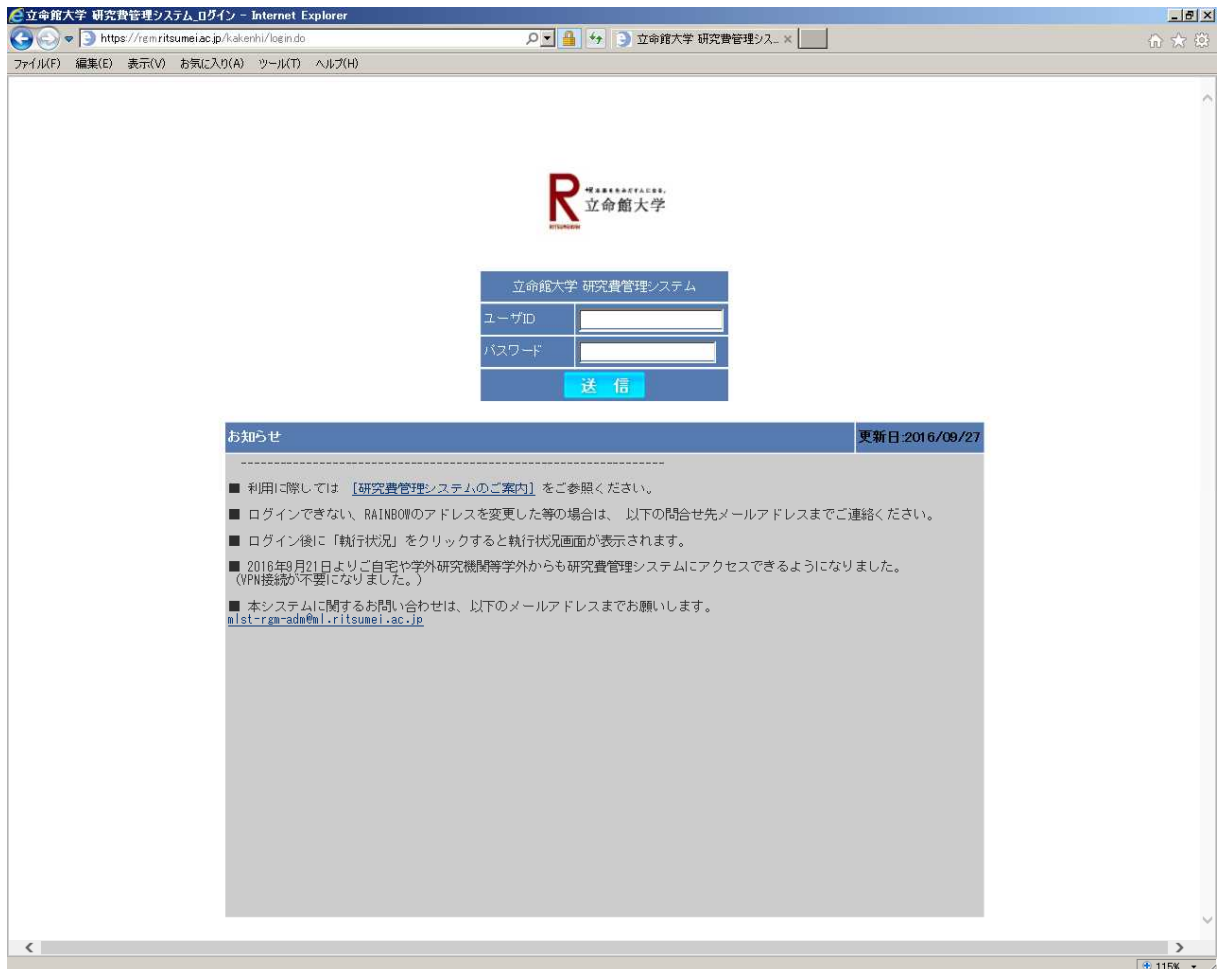 立命館大学 研究費管理システム_ログイン - Internet Explorer
https://rgm.ritsumei.ac.jp/kakenhi/login.do
立命館大学 研究費管理シス...
ファイル(F) 編集(E) 表示(V) お気に入り(A) ツール(T) ヘルプ(H)
R 立命館大学
RITSUMEIKAN
立命館大学 研究費管理システム
ユーザID
パスワード
送 信
お知らせ 更新日:2016/09/27
----------------------------------------------------------------
■ 利用に際しては [研究費管理システムのご案内] をご参照ください。
■ ログインできない、RAINBOWのアドレスを変更した等の場合は、 以下の問合せ先メールアドレスまでご連絡ください。
■ ログイン後に「執行状況」をクリックすると執行状況画面が表示されます。
■ 2016年9月21日よりご自宅や学外研究機関等学外からも研究費管理システムにアクセスできるようになりました。
(VPN接続が不要になりました。)
■ 本システムに関するお問い合わせは、以下のメールアドレスまでお願いします。
mlst-rgm-adm@ml.ritsumei.ac.jp
115%